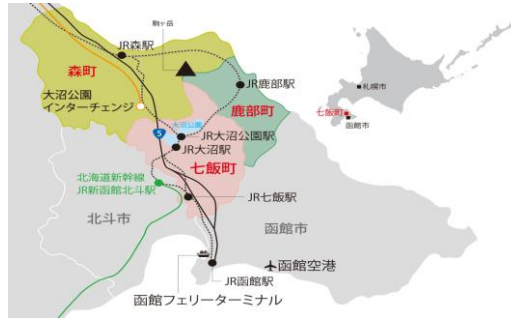 駒ヶ岳
JR森駅
森町
JR鹿部駅
札幌市
大沼公園
インターチェンジ
鹿部町
七飯町
函館市
5
大沼公園
JR大沼公園駅
JR大沼駅
七飯町
北海道新幹線
JR新函館北斗駅
JR七飯駅
北斗市
函館市
函館空港
JR函館駅
函館フェリーターミナル